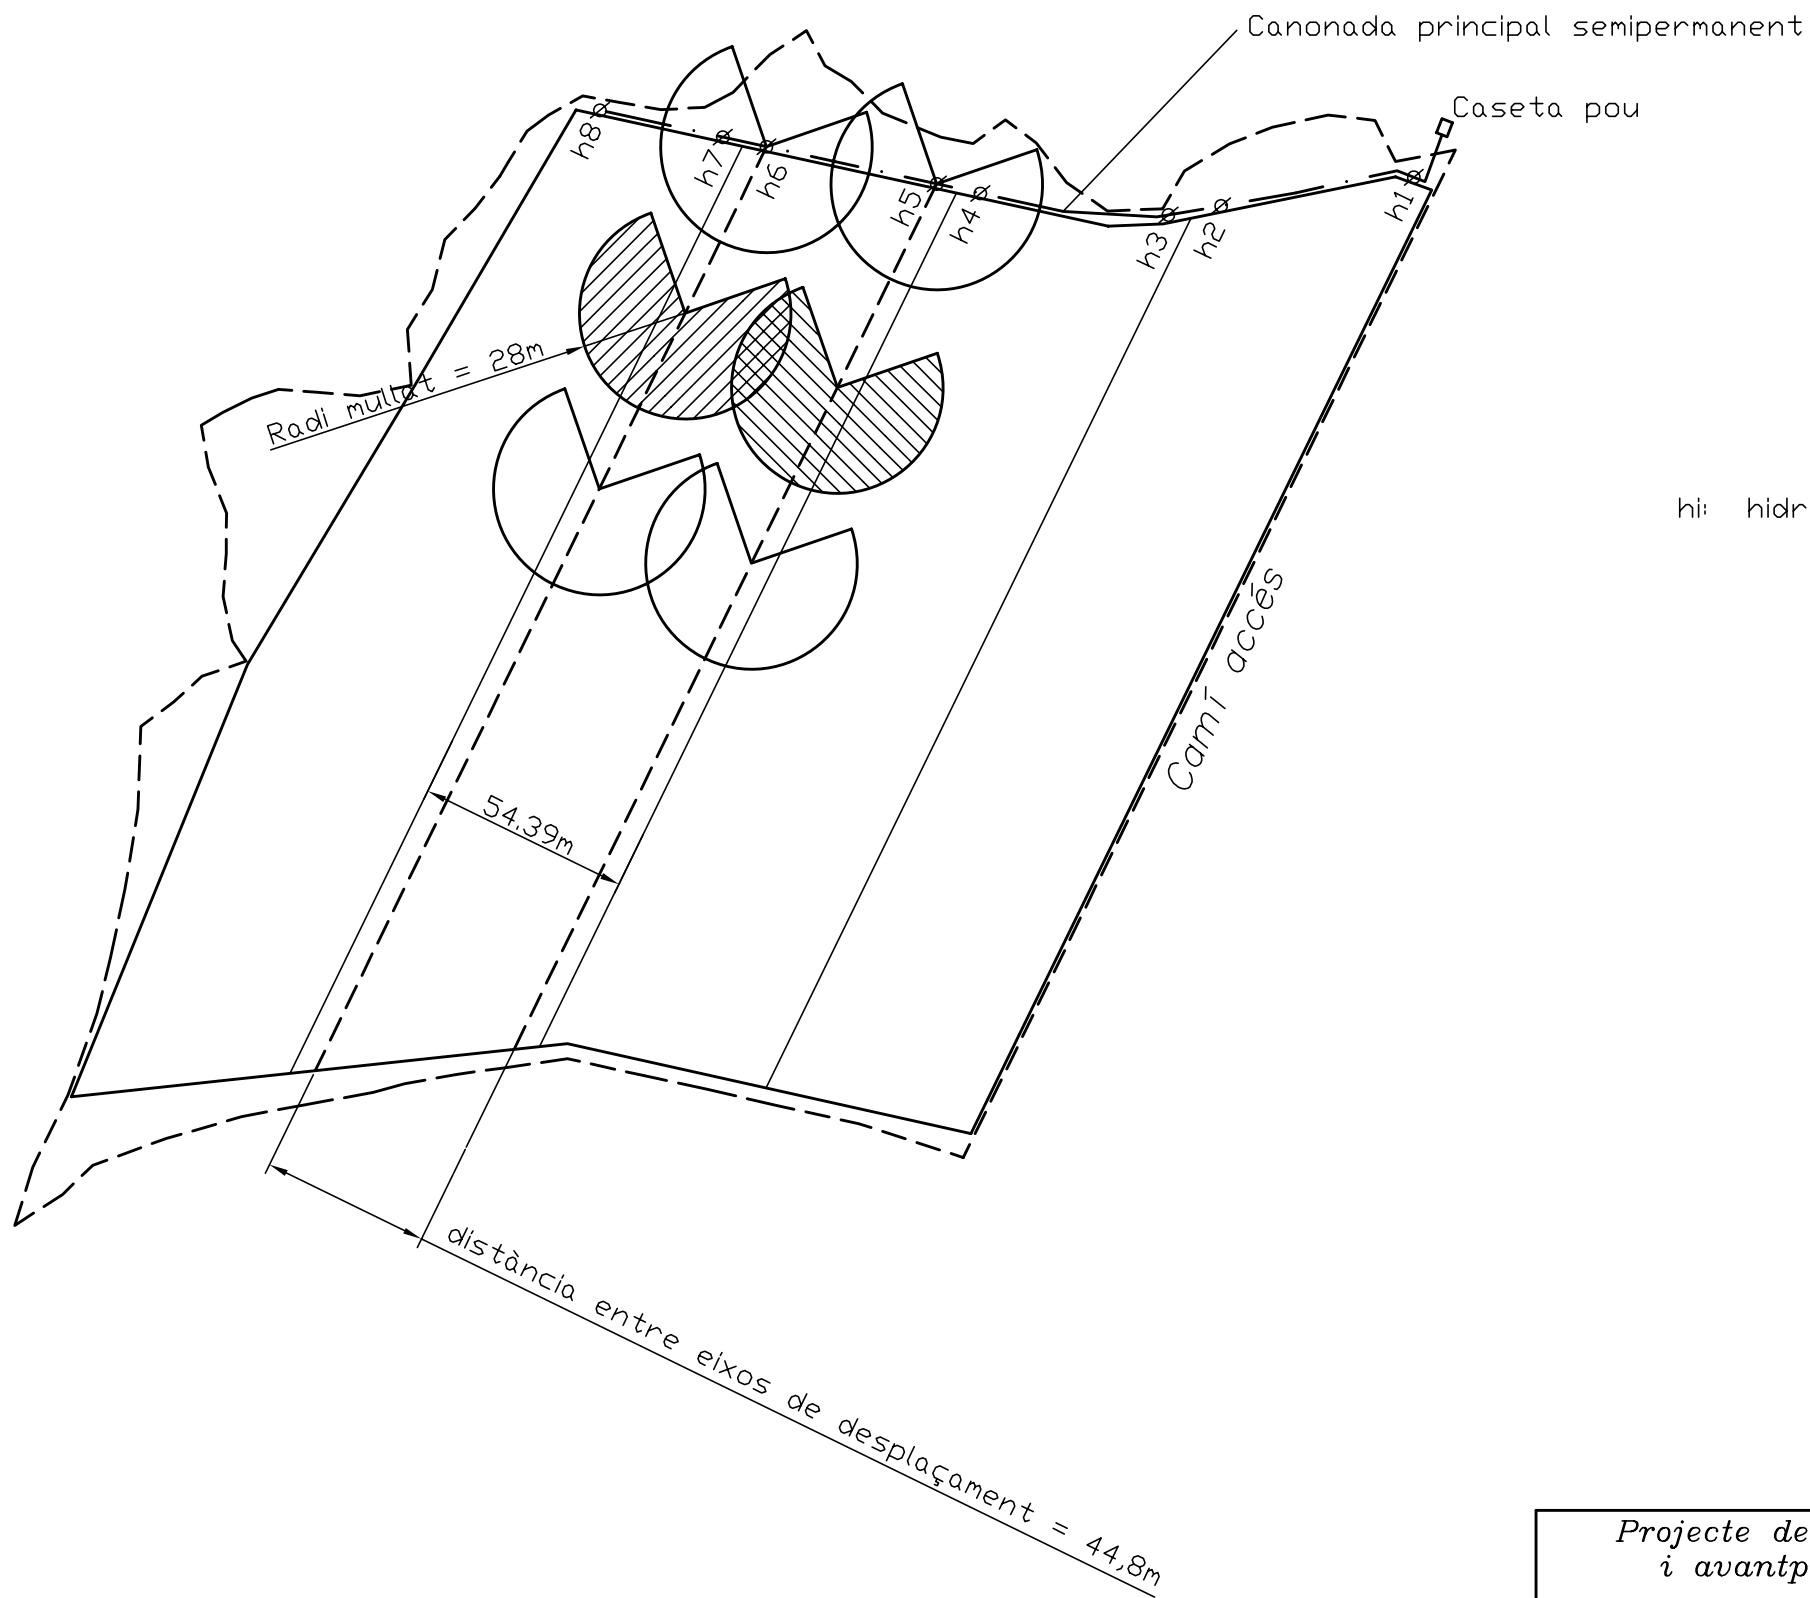 Canonada principal semipermanent
Caseta pou
h8
h7
h6
h5
h4
h3
h2
h1
Radi mullat = 28m
hi: hidr
Camí accés
54.39m
distància entre eixos de desplaçament = 44,8m
Projecte de
i avantp